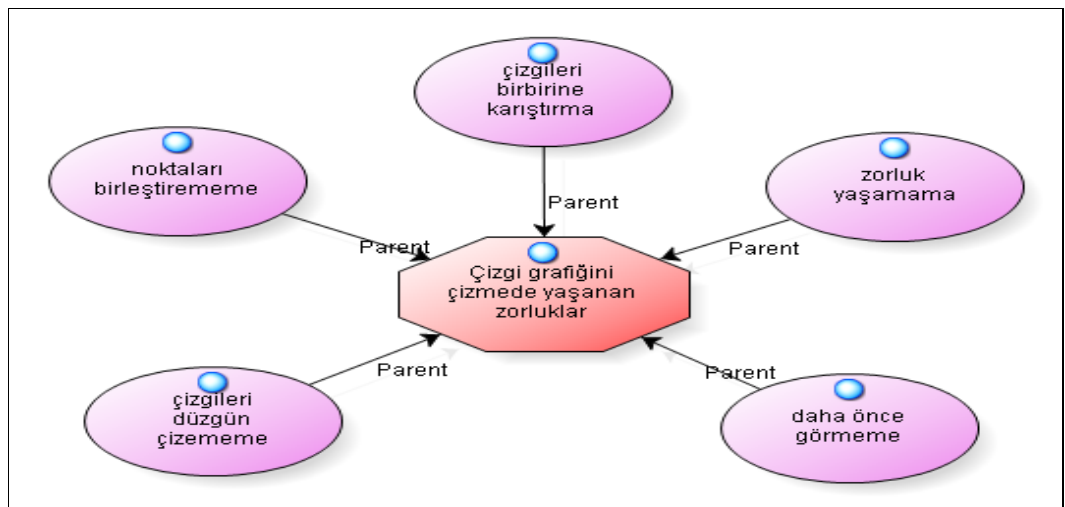 çizgileri
birbirine
karıştırma
noktaları
birleştirememe
zorluk
yaşamama
Parent
Parent
Parent
Çizgi grafiğini
çizmede yaşanan
zorluklar
Parent
Parent
çizgileri
düzgün
çizememe
daha önce
görmeme